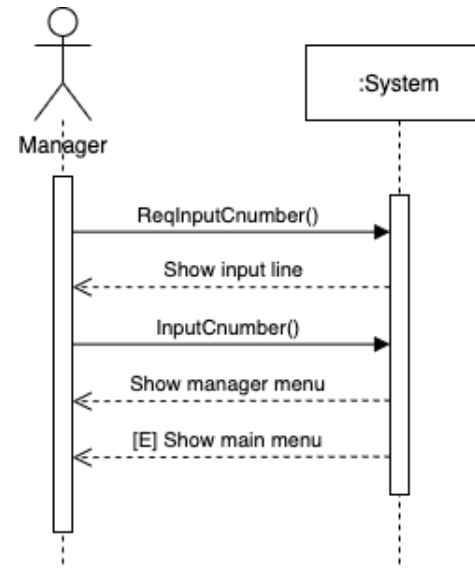 :System
Manager
ReqInputCnumber()
Show input line
InputCnumber()
Show manager menu
[E] Show main menu